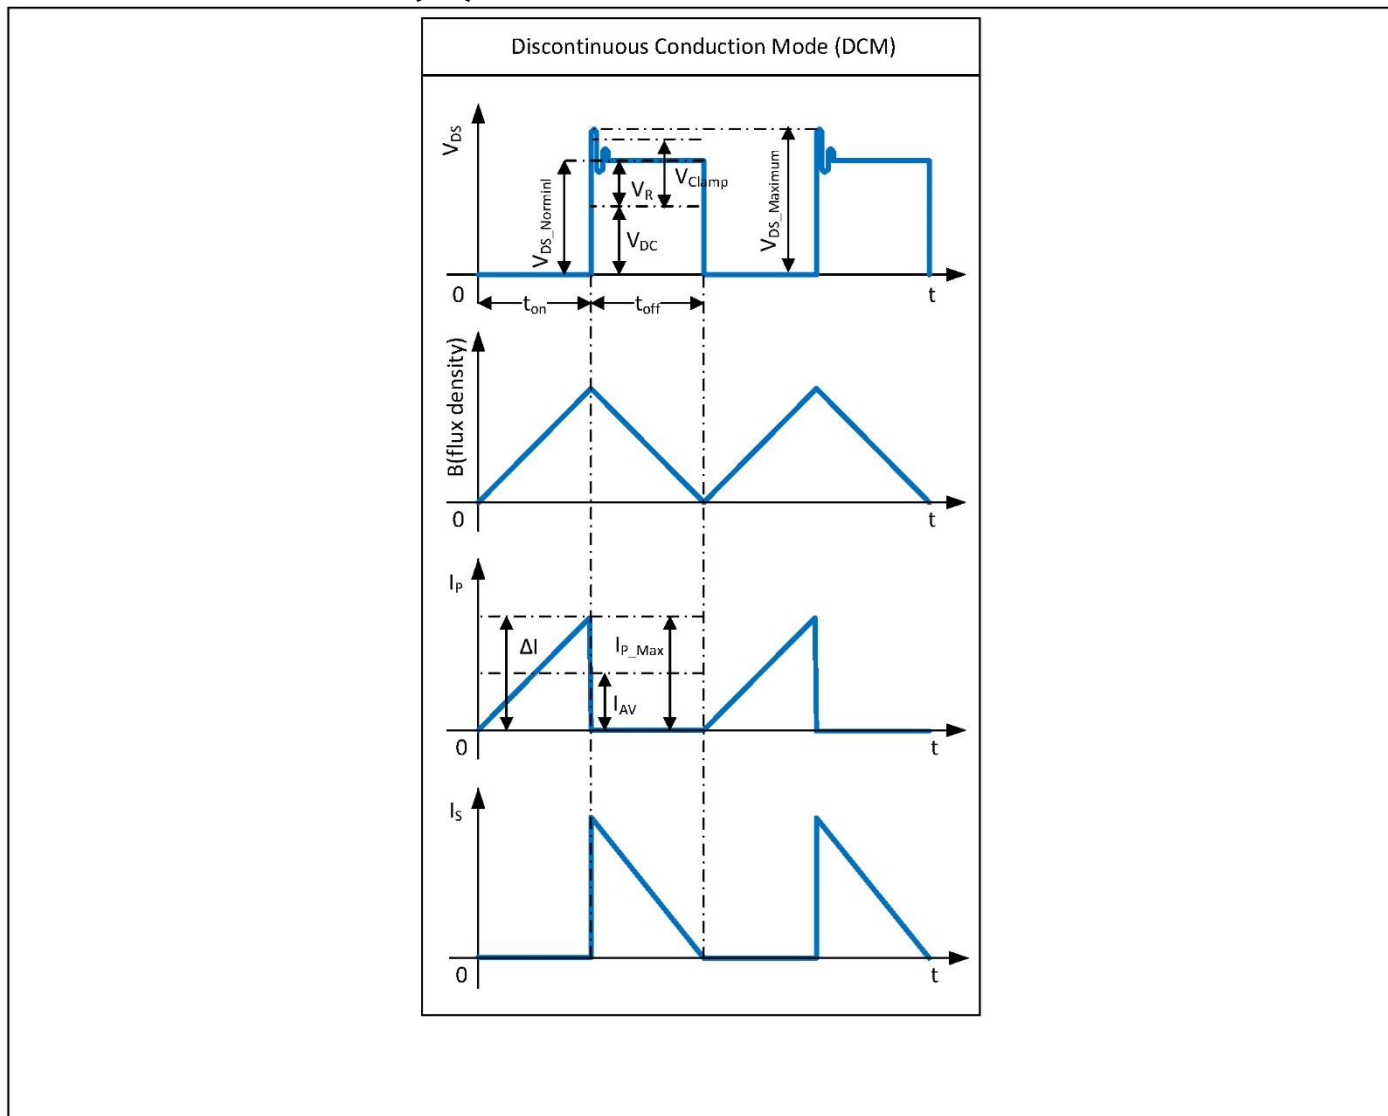 Discontinuous Conduction Mode (DCM)
VDS
VDS_Norminl
VR
VClamp
VDC
VDS_Maximum
0
ton
toff
t
B(flux density)
0
t
IP
ΔI
IP_Max
IAV
0
t
IS
0
t